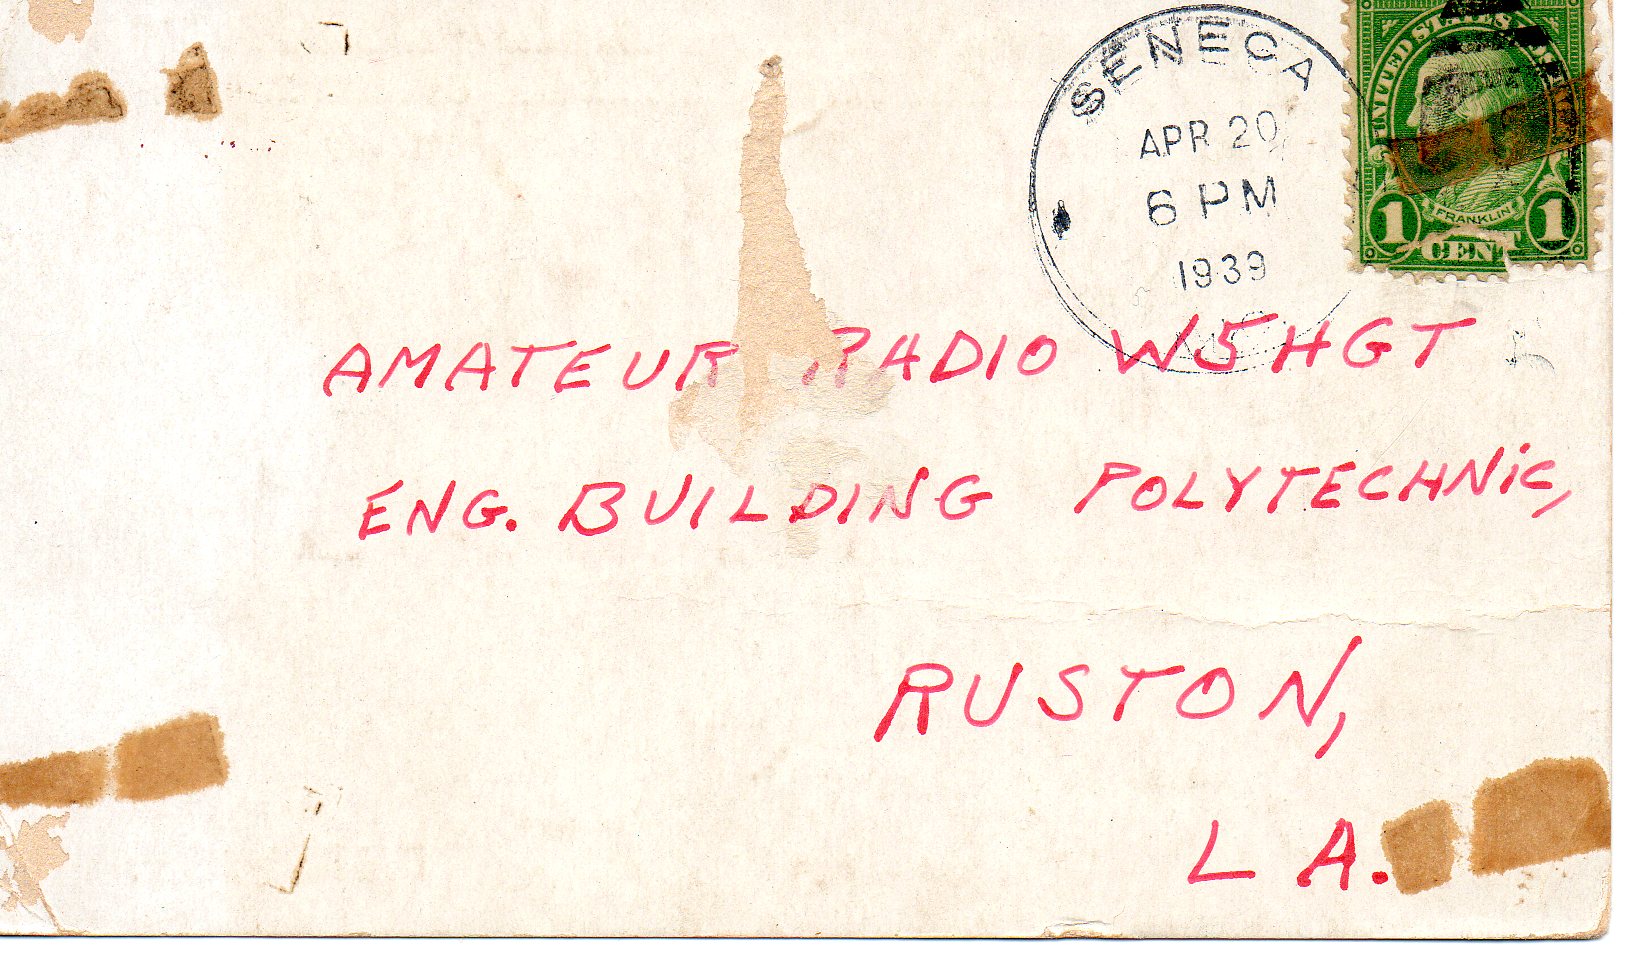 SENECA
APR 20
6 PM
1939
UNITED STATES
FRANKLIN
1 CENT 1
AMATEUR RADIO W5HGT
ENG. BUILDING POLYTECHNIC,
RUSTON,
LA.